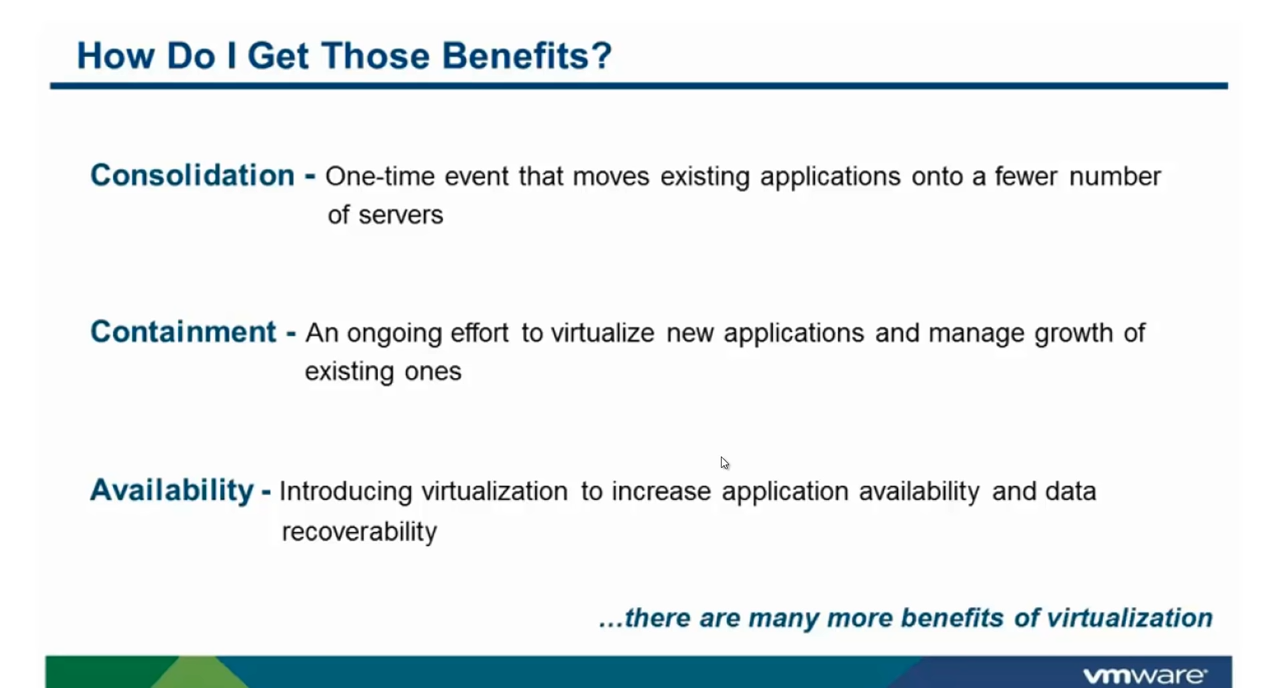 How Do I Get Those Benefits?
Consolidation - One-time event that moves existing applications onto a fewer number
of servers
Containment - An ongoing effort to virtualize new applications and manage growth of
existing ones
Availability - Introducing virtualization to increase application availability and data
recoverability
...there are many more benefits of virtualization
vmware